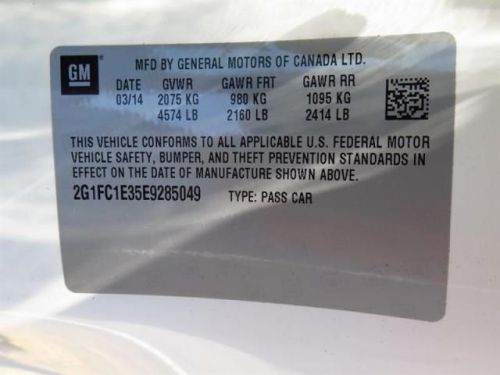 GM
MFD BY GENERAL MOTORS OF CANADA LTD.
DATE GVWR GAWR FRT GAWR RR
03/14 2075 KG 980 KG 1095 KG
4574 LB 2160 LB 2414 LB
THIS VEHICLE CONFORMS TO ALL APPLICABLE U.S. FEDERAL MOTOR
VEHICLE SAFETY, BUMPER, AND THEFT PREVENTION STANDARDS IN
EFFECT ON THE DATE OF MANUFACTURE SHOWN ABOVE.
2G1FC1E35E9285049 TYPE: PASS CAR